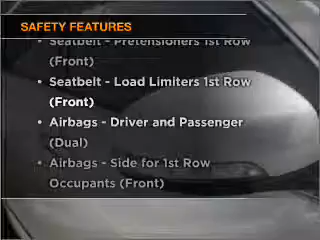 SAFETY FEATURES
• Seatbelt - Pretensioners 1st Row
(Front)
• Seatbelt - Load Limiters 1st Row
(Front)
• Airbags - Driver and Passenger
(Dual)
• Airbags - Side for 1st Row
Occupants (Front)